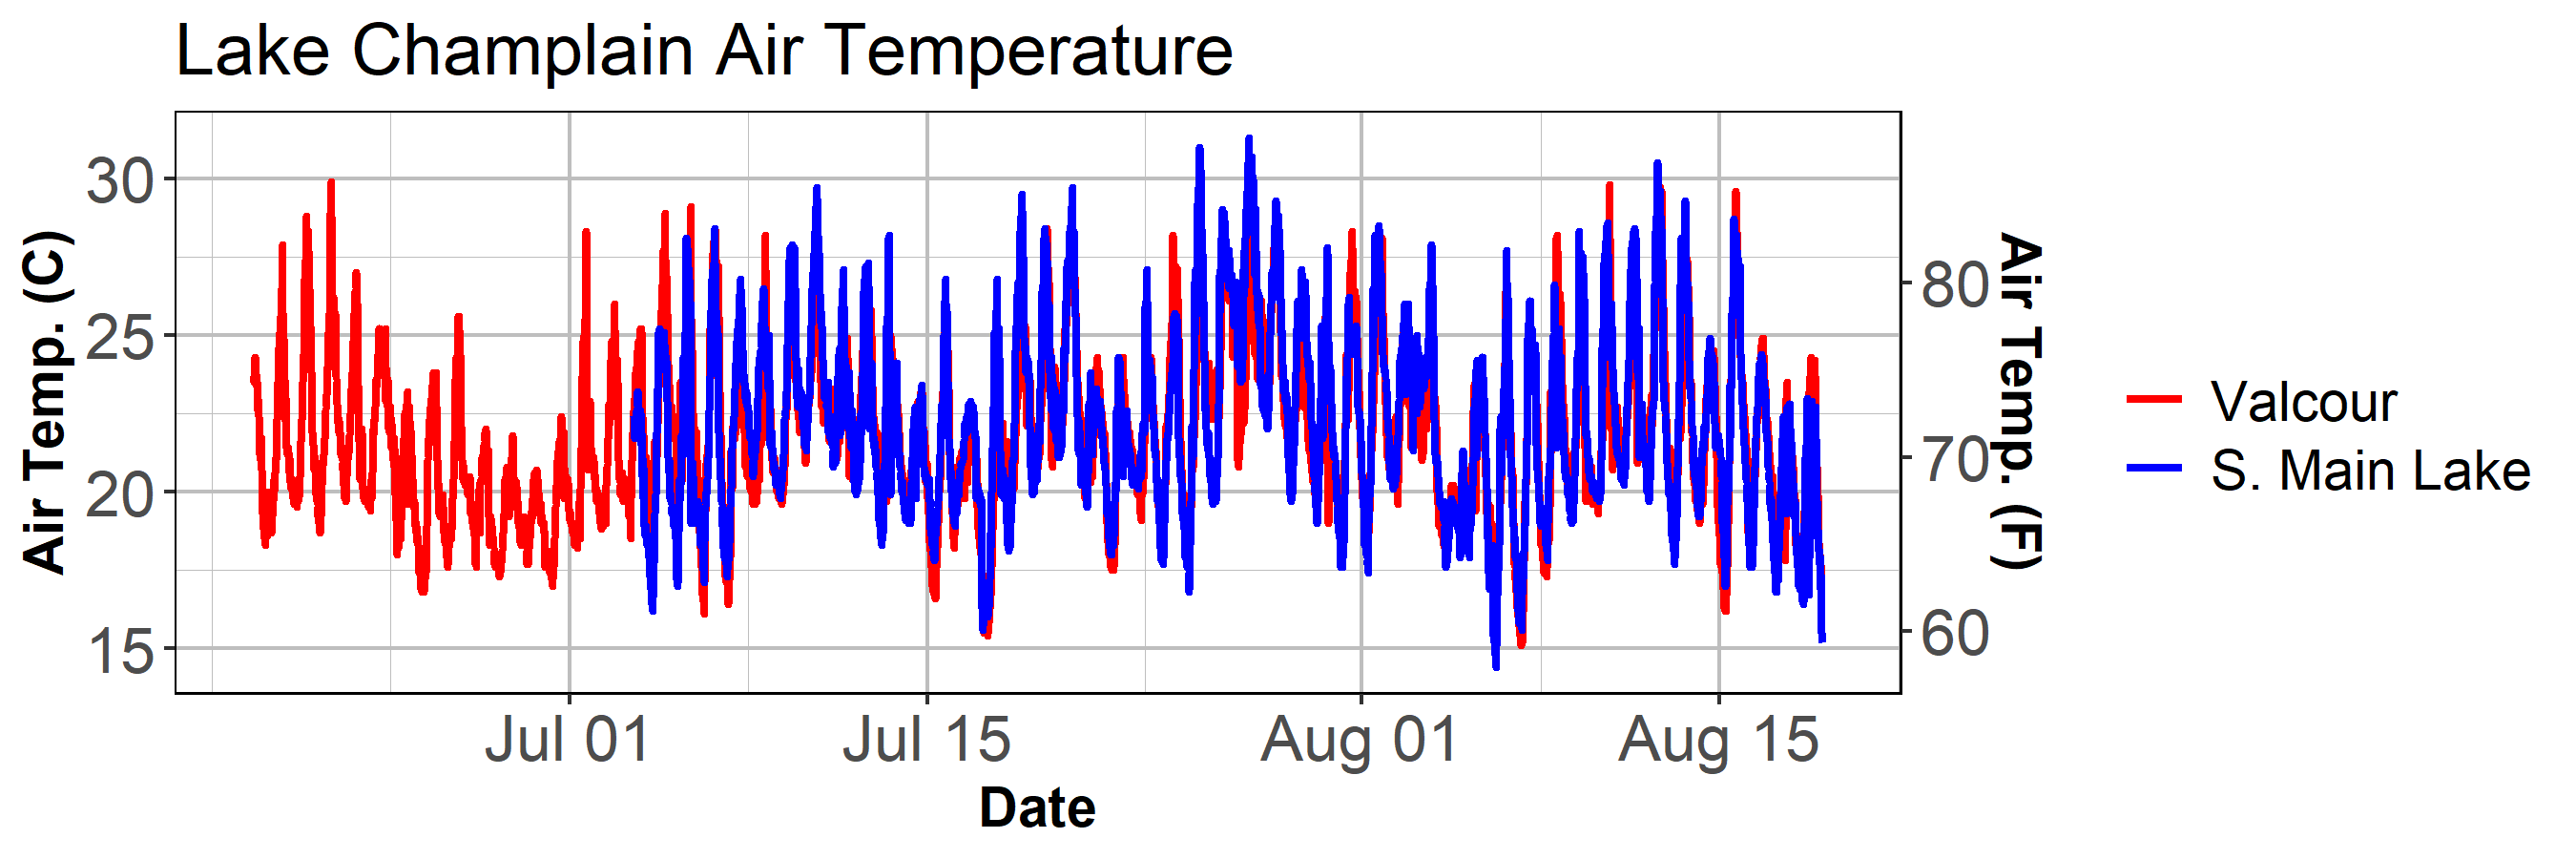 Lake Champlain Air Temperature
Air Temp. (C)
30
25
20
15
80
70
60
Air Temp. (F)
Jul 01
Jul 15
Aug 01
Aug 15
Date
Valcour
S. Main Lake